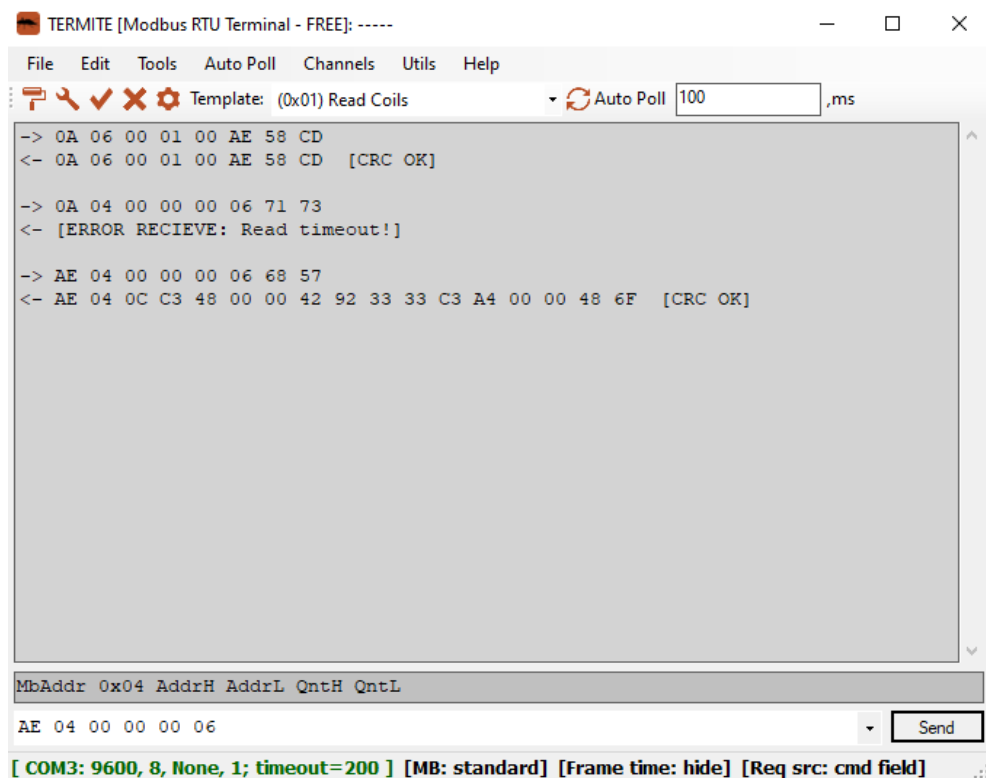 TERMITE [Modbus RTU Terminal - FREE]: -----
File Edit Tools Auto Poll Channels Utils Help
Template: (0x01) Read Coils Auto Poll 100 ,ms
-> 0A 06 00 01 00 AE 58 CD
<- 0A 06 00 01 00 AE 58 CD [CRC OK]
-> 0A 04 00 00 00 06 71 73
<- [ERROR RECIEVE: Read timeout!]
-> AE 04 00 00 00 06 68 57
<- AE 04 0C C3 48 00 00 42 92 33 33 C3 A4 00 00 48 6F [CRC OK]
MbAddr 0x04 AddrH AddrL QntH QntL
AE 04 00 00 00 06 Send
[ COM3: 9600, 8, None, 1; timeout=200 ] [MB: standard] [Frame time: hide] [Req src: cmd field]